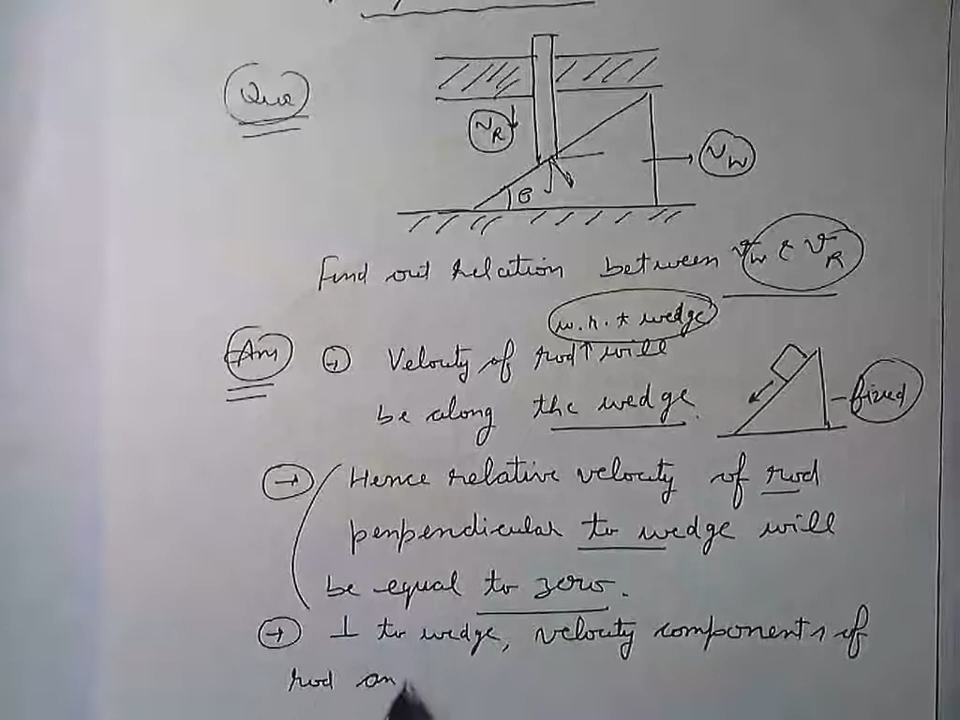 Que
V_R
V_W
θ
Find out relation between V_W & V_R
w.r.t wedge
Ans → Velocity of rod ↑ will
be along the wedge.
fixed
→ Hence relative velocity of rod
perpendicular to wedge will
be equal to zero.
→ ⊥ to wedge, velocity components of
rod an